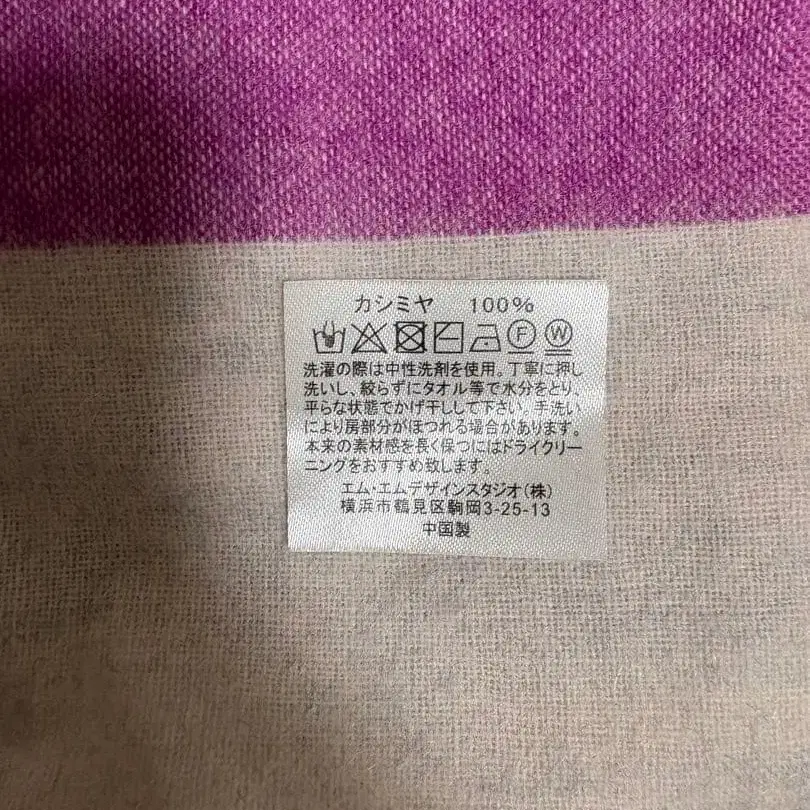 カシミヤ 100%
F W
洗濯の際は中性洗剤を使用。丁寧に押し
洗いし、絞らずにタオル等で水分をとり、
平らな状態でかげ干しして下さい。手洗い
により房部分がほつれる場合があります。
本来の素材感を長く保つにはドライクリー
ニングをおすすめ致します。
エム・エムデザインスタジオ(株)
横浜市鶴見区駒岡3-25-13
中国製